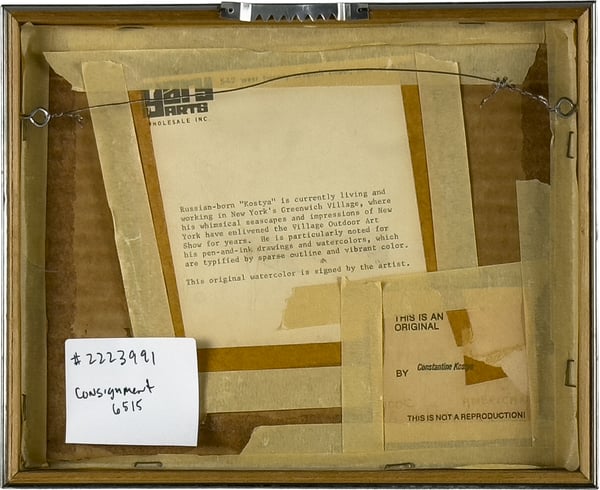 ARTS
WHOLESALE INC.
Russian-born "Kostya" is currently living and
working in New York's Greenwich Village, where
his whimsical seascapes and impressions of New
York have enlivened the Village Outdoor Art
Show for years. He is particularly noted for
his pen-and-ink drawings and watercolors, which
are typified by sparse outline and vibrant color.
This original watercolor is signed by the artist.
THIS IS AN
ORIGINAL
BY Constantine Kostya
THIS IS NOT A REPRODUCTION!
#2223991
Consignment
6515